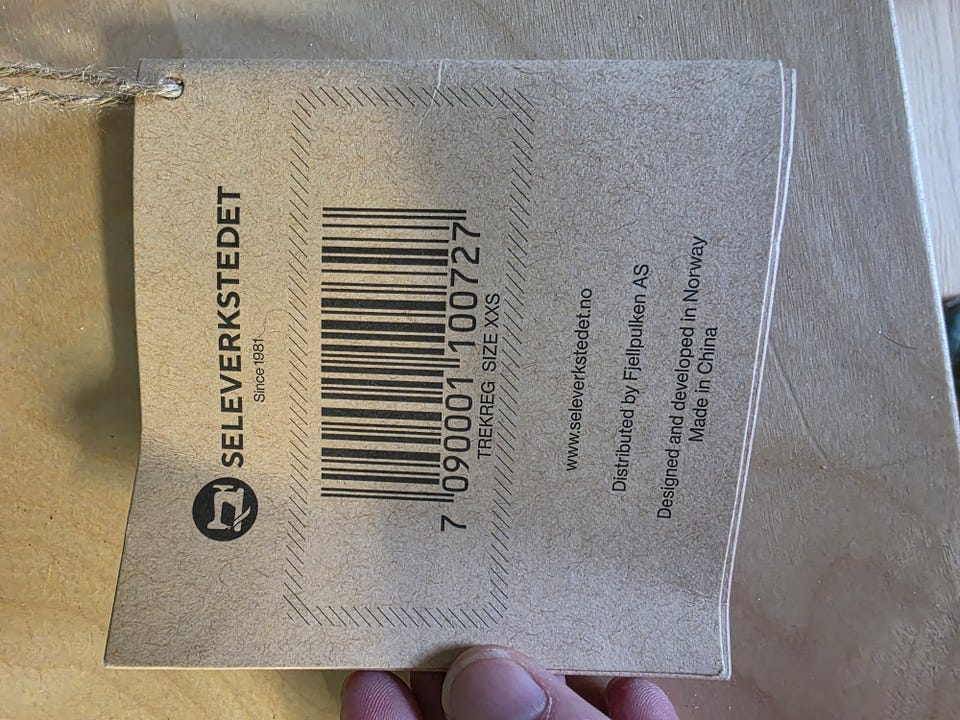 SELEVERKSTEDET
Since 1981
7 090001 100727
TREKREG SIZE XXS
www.seleverkstedet.no
Distributed by Fjellpulken AS
Designed and developed in Norway
Made in China